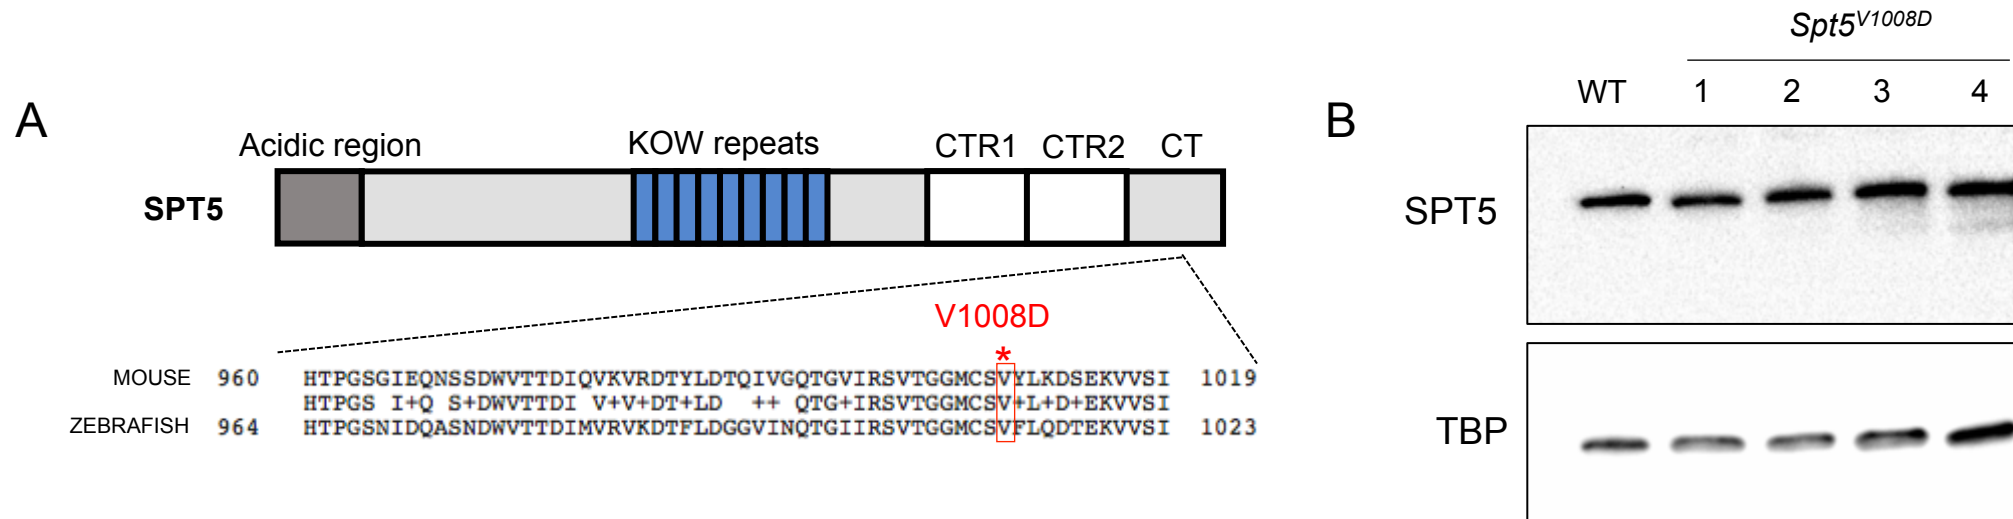 A
Acidic region
KOW repeats
CTR1
CTR2
CT
SPT5
V1008D
*
MOUSE 960 HTPGSGIEQNSSDWVTTDIQVKVRDTYLDTQIVGQTGVIRSVTGGMCSVYLKDSEKVVSI 1019
HTPGS I+Q S+DWVTTDI V+V+DT+LD ++ QTG+IRSVTGGMCSV+L+D+EKVVSI
ZEBRAFISH 964 HTPGSNIDQASNDWVTTDIMVRVKDTFLDGGVINQTGIIRSVTGGMCSVFLQDTEKVVSI 1023
B
Spt5V1008D
WT 1 2 3 4
SPT5
TBP